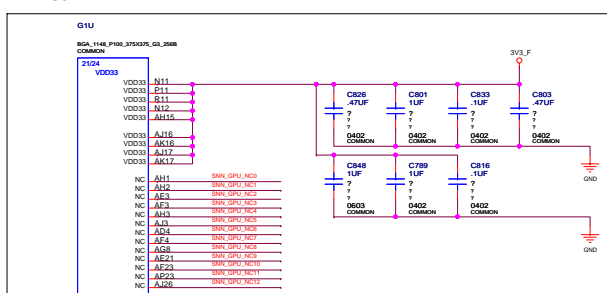 G1U
BGA_1148_P100_375X375_G3_256B
COMMON
21/24
VDD33
VDD33 N11
VDD33 P11
VDD33 R11
VDD33 N12
VDD33 AH15
VDD33 AJ16
VDD33 AK16
VDD33 AJ17
VDD33 AK17
NC AH1 SNN_GPU_NC0
NC AH2 SNN_GPU_NC1
NC AE3 SNN_GPU_NC2
NC AF3 SNN_GPU_NC3
NC AH3 SNN_GPU_NC4
NC AJ3 SNN_GPU_NC5
NC AD4 SNN_GPU_NC6
NC AF4 SNN_GPU_NC7
NC AG8 SNN_GPU_NC8
NC AE21 SNN_GPU_NC9
NC AF23 SNN_GPU_NC10
NC AP23 SNN_GPU_NC11
NC AJ26 SNN_GPU_NC12
3V3_F
C826 C801 C833 C803
.47UF 1UF .1UF .47UF
? ? ? ?
? ? ? ?
? ? ? ?
0402 0402 0402 0402
COMMON COMMON COMMON COMMON
GND
C848 C789 C816
1UF 1UF .1UF
? ? ?
? ? ?
? ? ?
0603 0402 0402
COMMON COMMON COMMON
GND